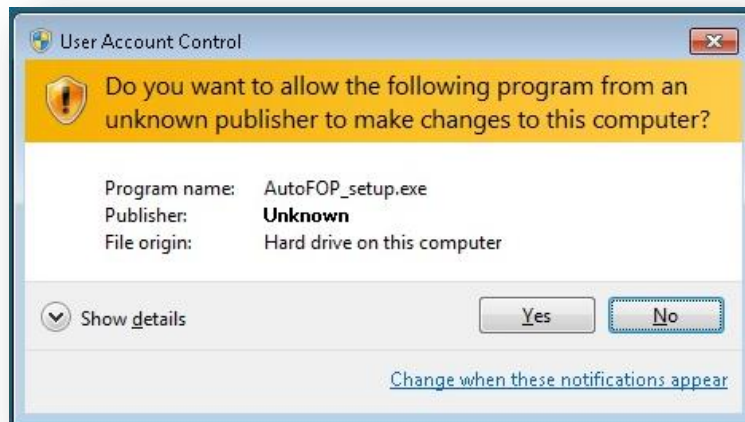 User Account Control
Do you want to allow the following program from an
unknown publisher to make changes to this computer?
Program name: AutoFOP_setup.exe
Publisher: Unknown
File origin: Hard drive on this computer
Show details
Yes
No
Change when these notifications appear